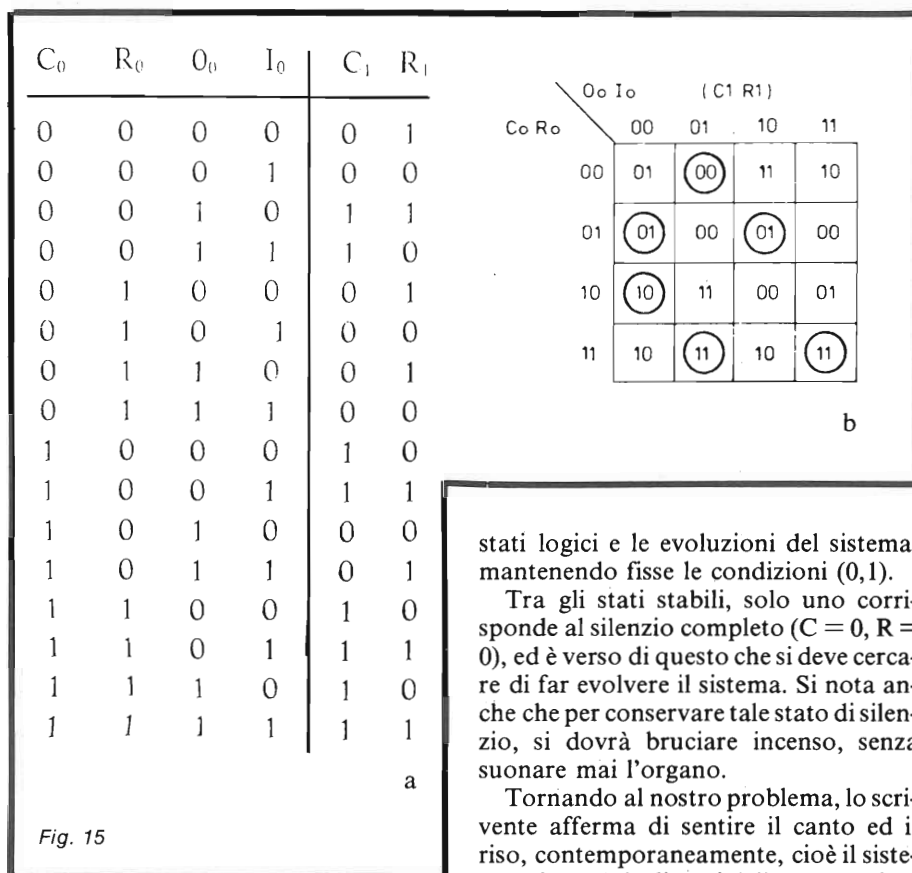 C₀ R₀ O₀ I₀ C₁ R₁
0 0 0 0 0 1
0 0 0 1 0 0
0 0 1 0 1 1
0 0 1 1 1 0
0 1 0 0 0 1
0 1 0 1 0 0
0 1 1 0 0 1
0 1 1 1 0 0
1 0 0 0 1 0
1 0 0 1 1 1
1 0 1 0 0 0
1 0 1 1 0 1
1 1 0 0 1 0
1 1 0 1 1 1
1 1 1 0 1 0
1 1 1 1 1 1
a
Fig. 15
Oo Io (C1 R1)
Co Ro 00 01 10 11
00 01 00 11 10
01 01 00 01 00
10 10 11 00 01
11 10 11 10 11
b
stati logici e le evoluzioni del sistema
mantenendo fisse le condizioni (0,1).
Tra gli stati stabili, solo uno corri-
sponde al silenzio completo (C = 0, R =
0), ed è verso di questo che si deve cerca-
re di far evolvere il sistema. Si nota an-
che che per conservare tale stato di silen-
zio, si dovrà bruciare incenso, senza
suonare mai l'organo.
Tornando al nostro problema, lo scri-
vente afferma di sentire il canto ed i
riso, contemporaneamente, cioè il siste-